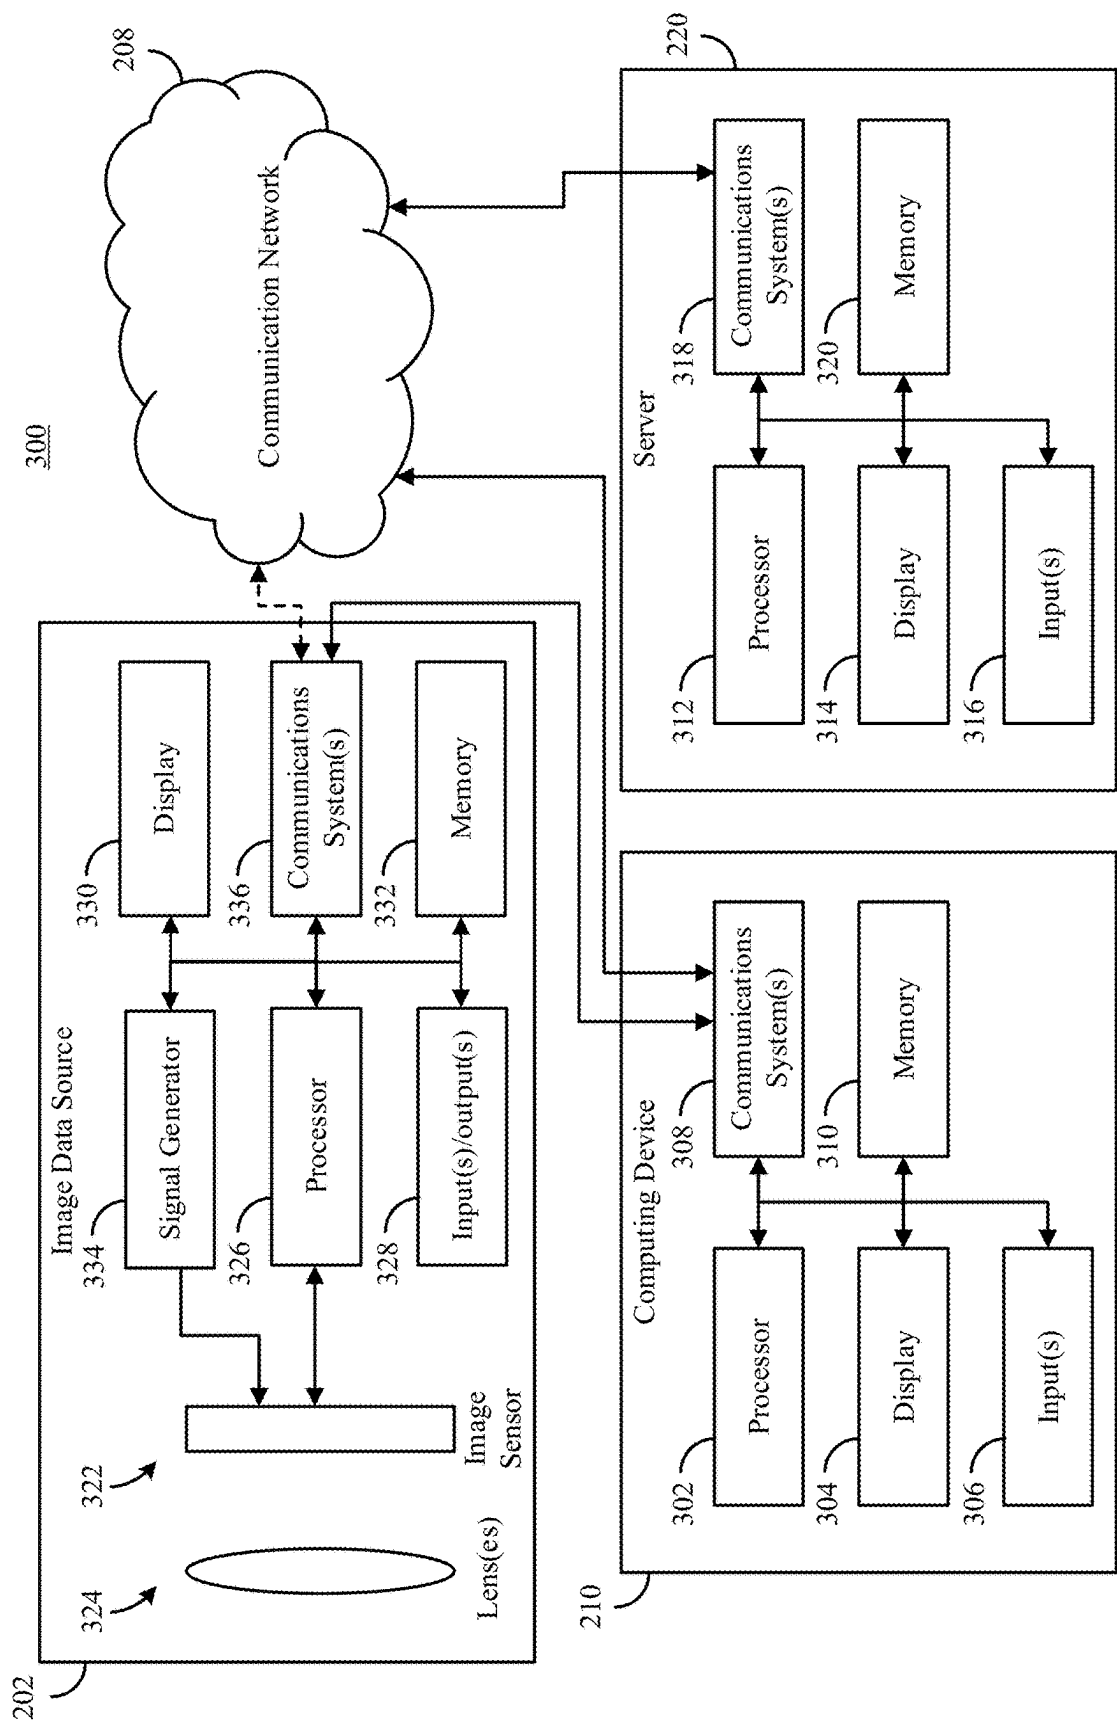 300
202
Image Data Source
324
Lens(es)
322
Image
Sensor
334
Signal Generator
326
Processor
328
Input(s)/output(s)
330
Display
336
Communications
System(s)
332
Memory
208
Communication Network
210
Computing Device
302
Processor
304
Display
306
Input(s)
308
Communications
System(s)
310
Memory
220
Server
312
Processor
314
Display
316
Input(s)
318
Communications
System(s)
320
Memory